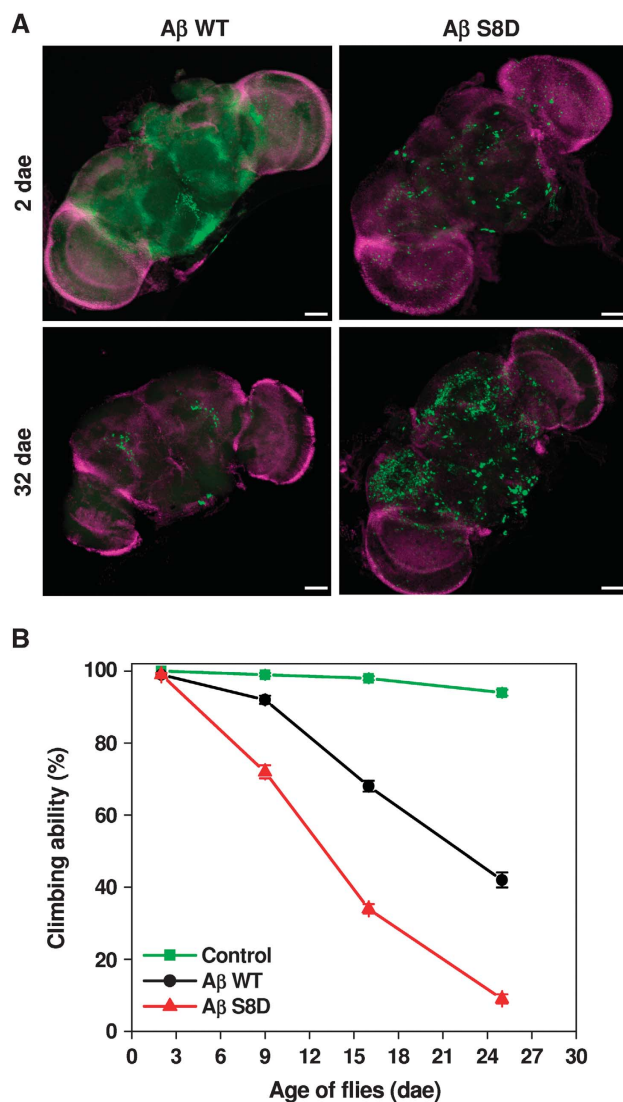 A
Aβ WT
Aβ S8D
2 dae
32 dae
B
100
80
60
40
20
0
Climbing ability (%)
Control
Aβ WT
Aβ S8D
0 3 6 9 12 15 18 21 24 27 30
Age of flies (dae)